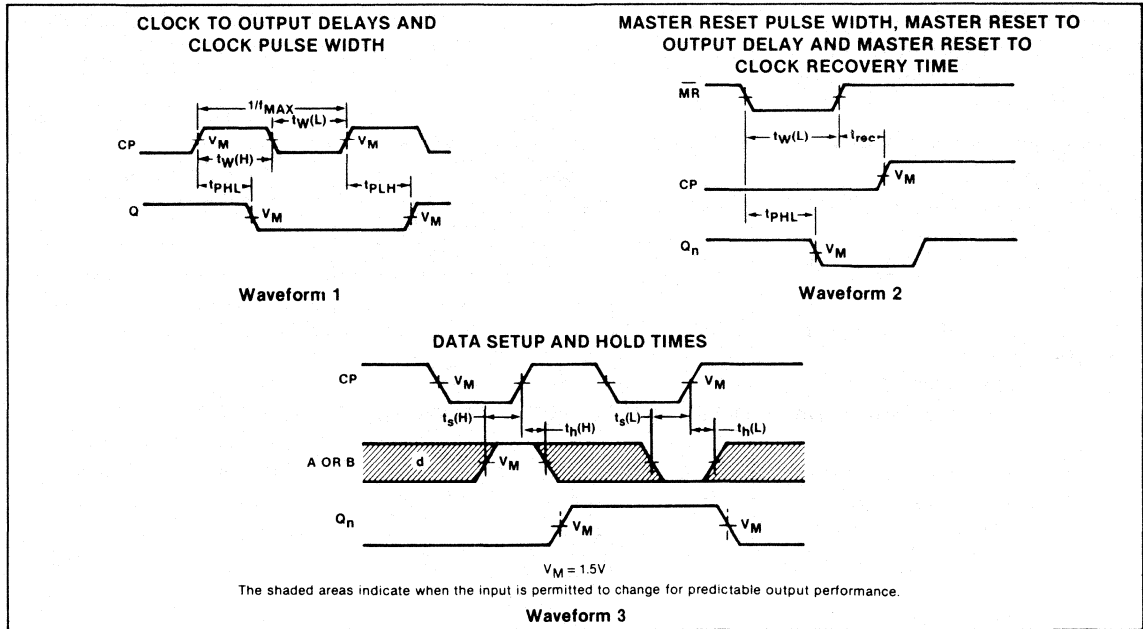 CLOCK TO OUTPUT DELAYS AND
CLOCK PULSE WIDTH
1/fMAX
tW(L)
CP
VM
VM
tW(H)
tPHL
tPLH
Q
VM
VM
Waveform 1
MASTER RESET PULSE WIDTH, MASTER RESET TO
OUTPUT DELAY AND MASTER RESET TO
CLOCK RECOVERY TIME
MR
tW(L)
trec
CP
VM
tPHL
Qn
VM
Waveform 2
DATA SETUP AND HOLD TIMES
CP
VM
VM
ts(H)
th(H)
ts(L)
th(L)
A OR B
d
VM
Qn
VM
VM
VM = 1.5V
The shaded areas indicate when the input is permitted to change for predictable output performance.
Waveform 3